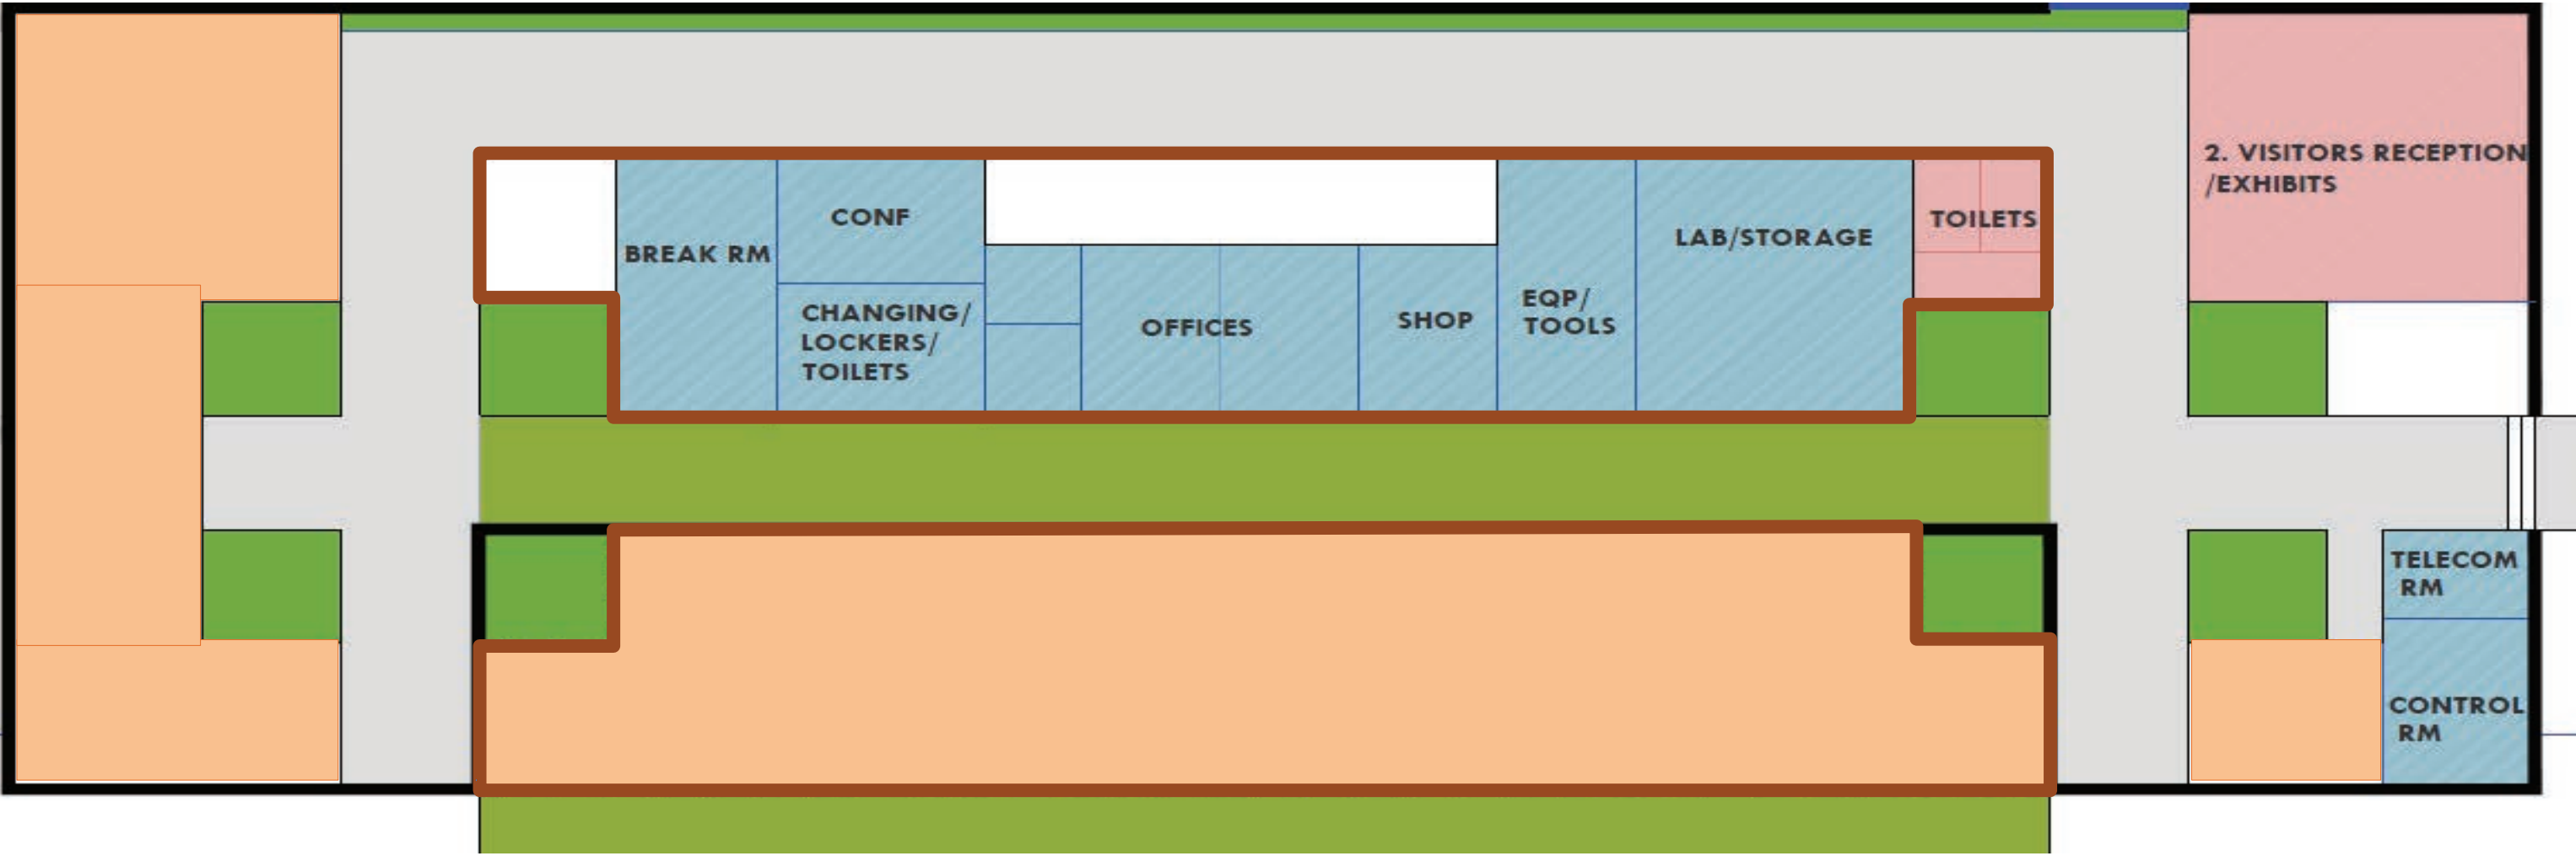 2. VISITORS RECEPTION
/EXHIBITS
CONF
BREAK RM
TOILETS
LAB/STORAGE
CHANGING/
LOCKERS/
TOILETS
OFFICES
SHOP
EQP/
TOOLS
TELECOM
RM
CONTROL
RM